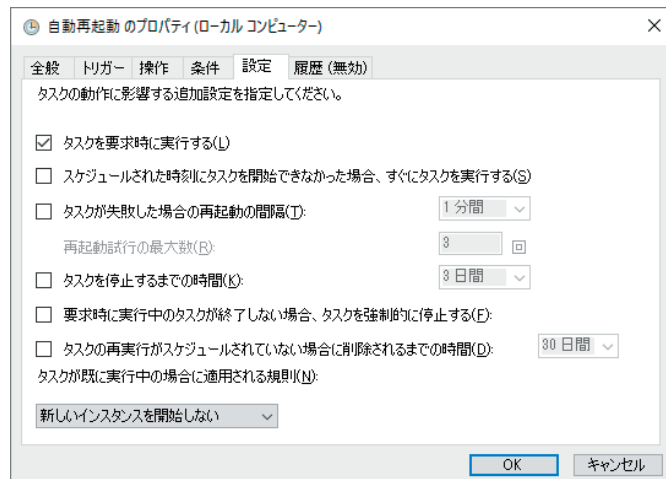 自動再起動 のプロパティ (ローカル コンピューター)
全般 トリガー 操作 条件 設定 履歴 (無効)
タスクの動作に影響する追加設定を指定してください。
タスクを要求時に実行する(L)
スケジュールされた時刻にタスクを開始できなかった場合、すぐにタスクを実行する(S)
タスクが失敗した場合の再起動の間隔(T): 1 分間
再起動試行の最大数(R): 3 回
タスクを停止するまでの時間(K): 3 日間
要求時に実行中のタスクが終了しない場合、タスクを強制的に停止する(F):
タスクの再実行がスケジュールされていない場合に削除されるまでの時間(D): 30 日間
タスクが既に実行中の場合に適用される規則(N):
新しいインスタンスを開始しない
OK キャンセル